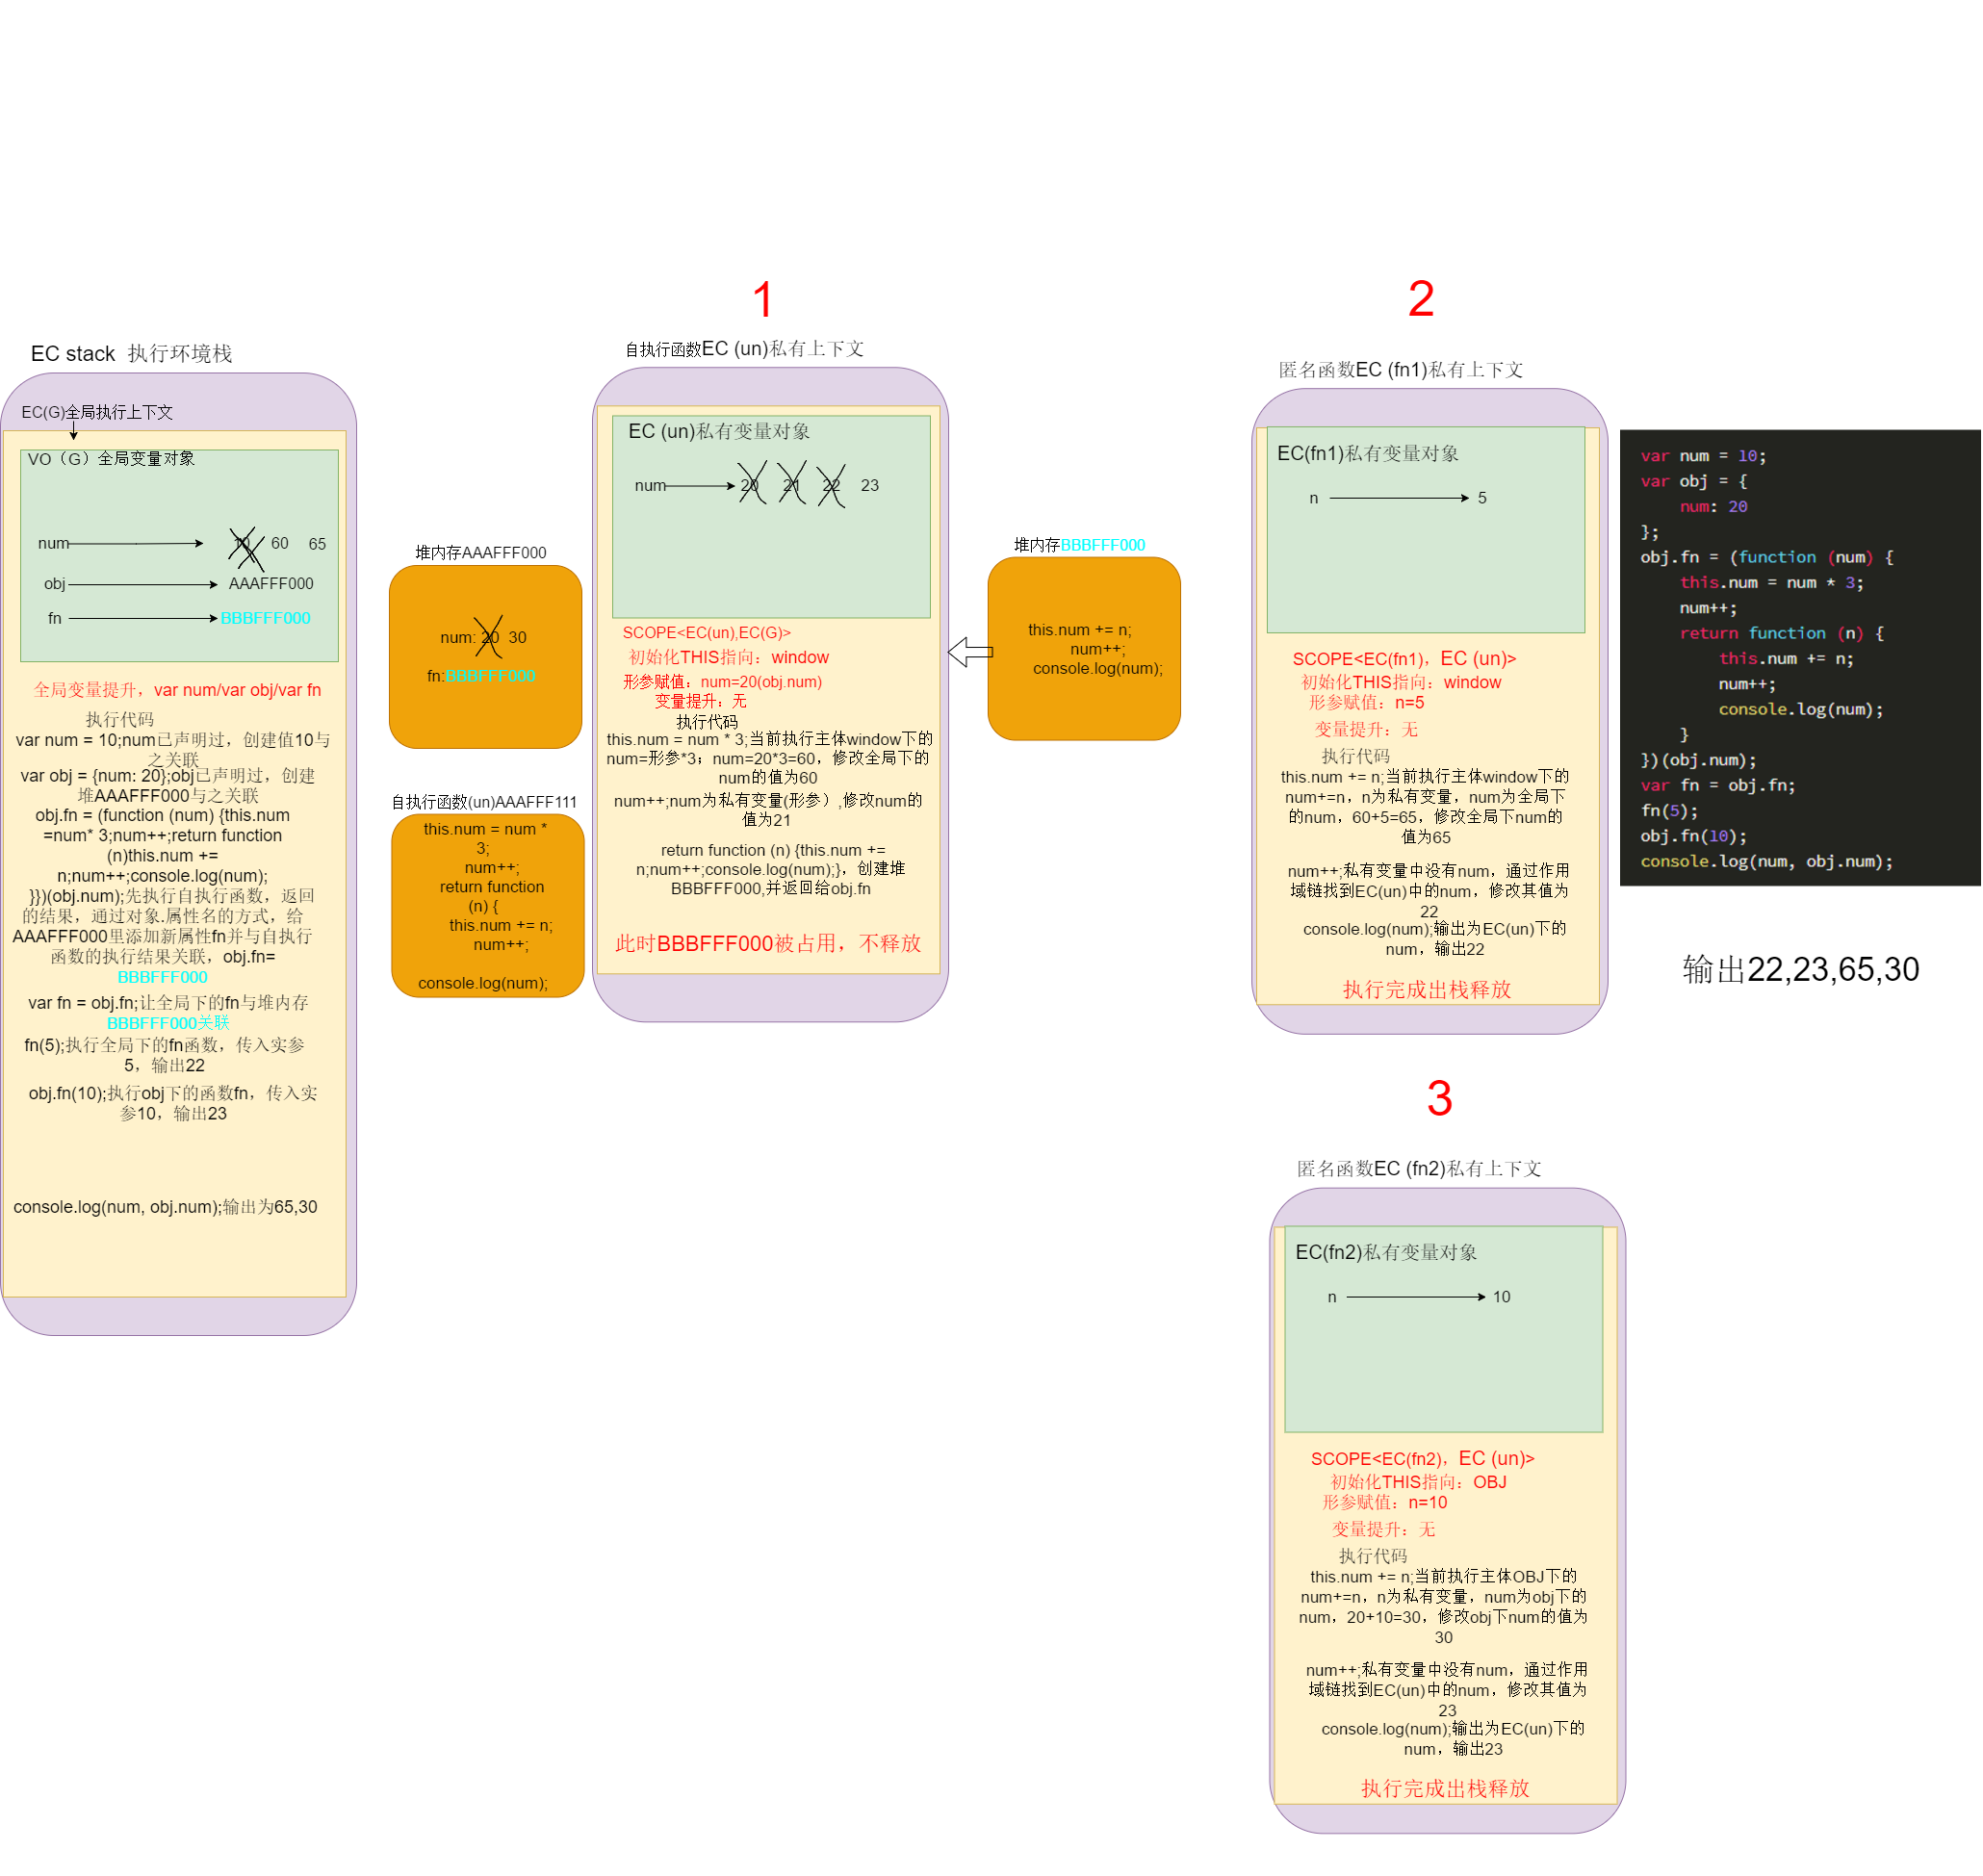 EC stack 执行环境栈
EC(G)全局执行上下文
VO（G）全局变量对象
num
10
60
65
obj
AAAFFF000
fn
BBBFFF000
全局变量提升，var num/var obj/var fn
执行代码
var num = 10;num已声明过，创建值10与
之关联
var obj = {num: 20};obj已声明过，创建
堆AAAFFF000与之关联
obj.fn = (function (num) {this.num
=num* 3;num++;return function
(n)this.num +=
n;num++;console.log(num);
}})(obj.num);先执行自执行函数，返回
的结果，通过对象.属性名的方式，给
AAAFFF000里添加新属性fn并与自执行
函数的执行结果关联，obj.fn=
BBBFFF000
var fn = obj.fn;让全局下的fn与堆内存
BBBFFF000关联
fn(5);执行全局下的fn函数，传入实参
5，输出22
obj.fn(10);执行obj下的函数fn，传入实
参10，输出23
console.log(num, obj.num);输出为65,30
堆内存AAAFFF000
num: 20 30
fn:BBBFFF000
自执行函数(un)AAAFFF111
this.num = num *
3;
num++;
return function
(n) {
this.num += n;
num++;
console.log(num);
1
自执行函数EC (un)私有上下文
EC (un)私有变量对象
num
20
21
22
23
SCOPE<EC(un),EC(G)>
初始化THIS指向：window
形参赋值：num=20(obj.num)
变量提升：无
执行代码
this.num = num * 3;当前执行主体window下的
num=形参*3；num=20*3=60，修改全局下的
num的值为60
num++;num为私有变量(形参）,修改num的
值为21
return function (n) {this.num +=
n;num++;console.log(num);}，创建堆
BBBFFF000,并返回给obj.fn
此时BBBFFF000被占用，不释放
堆内存BBBFFF000
this.num += n;
num++;
console.log(num);
2
匿名函数EC (fn1)私有上下文
EC(fn1)私有变量对象
n
5
SCOPE<EC(fn1)，EC (un)>
初始化THIS指向：window
形参赋值：n=5
变量提升：无
执行代码
this.num += n;当前执行主体window下的
num+=n，n为私有变量，num为全局下
的num，60+5=65，修改全局下num的
值为65
num++;私有变量中没有num，通过作用
域链找到EC(un)中的num，修改其值为
22
console.log(num);输出为EC(un)下的
num，输出22
执行完成出栈释放
var num = 10;
var obj = {
num: 20
};
obj.fn = (function (num) {
this.num = num * 3;
num++;
return function (n) {
this.num += n;
num++;
console.log(num);
}
})(obj.num);
var fn = obj.fn;
fn(5);
obj.fn(10);
console.log(num, obj.num);
输出22,23,65,30
3
匿名函数EC (fn2)私有上下文
EC(fn2)私有变量对象
n
10
SCOPE<EC(fn2)，EC (un)>
初始化THIS指向：OBJ
形参赋值：n=10
变量提升：无
执行代码
this.num += n;当前执行主体OBJ下的
num+=n，n为私有变量，num为obj下的
num，20+10=30，修改obj下num的值为
30
num++;私有变量中没有num，通过作用
域链找到EC(un)中的num，修改其值为
23
console.log(num);输出为EC(un)下的
num，输出23
执行完成出栈释放